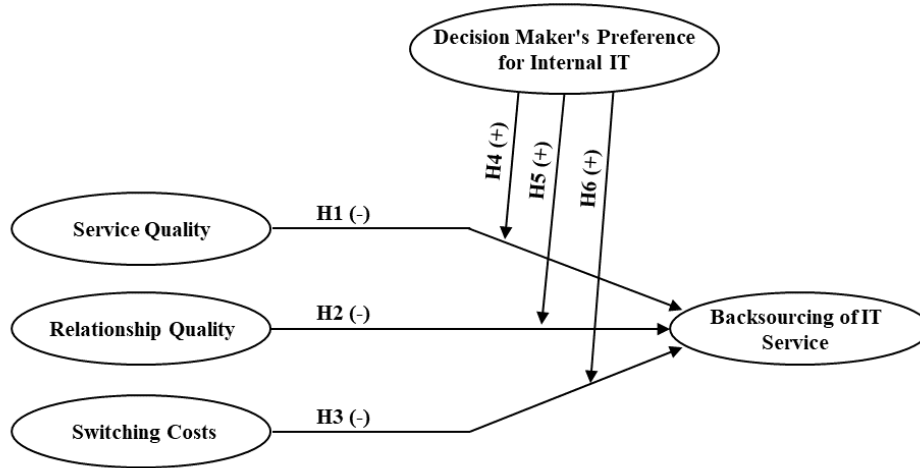 Decision Maker's Preference
for Internal IT
H4 (+)
H5 (+)
H6 (+)
H1 (-)
Service Quality
H2 (-)
Relationship Quality
Backsourcing of IT
Service
H3 (-)
Switching Costs